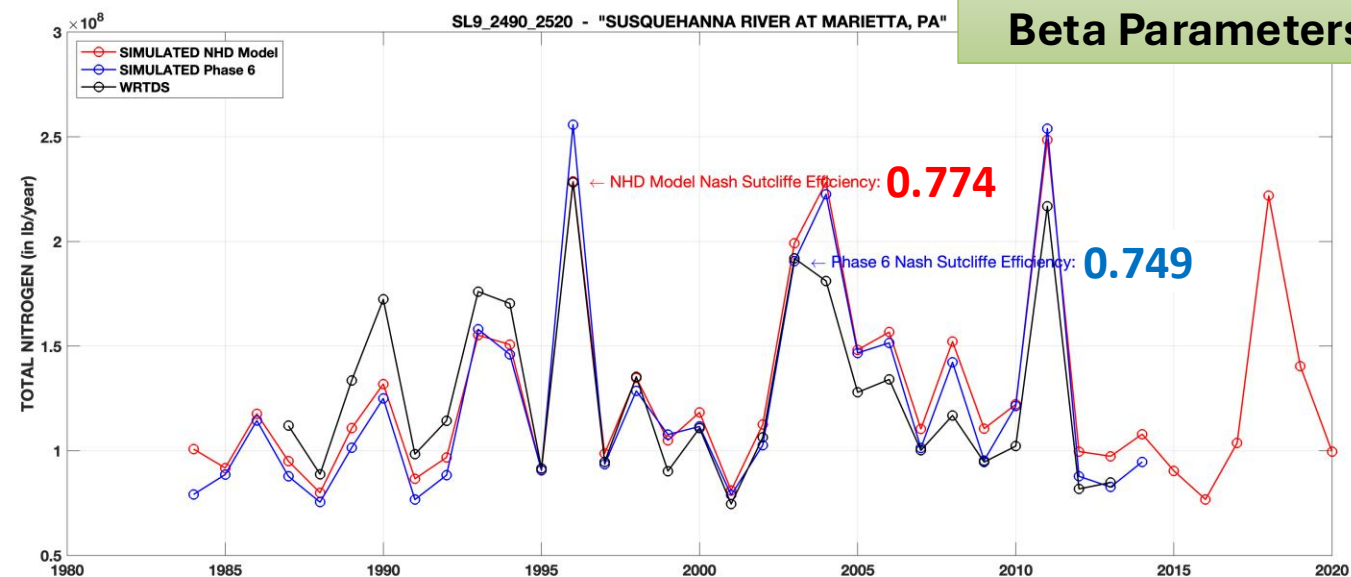 SL9_2490_2520 - "SUSQUEHANNA RIVER AT MARIETTA, PA"
Beta Parameters
× 10^8
SIMULATED NHD Model
SIMULATED Phase 6
WRTDS
← NHD Model Nash Sutcliffe Efficiency: 0.774
← Phase 6 Nash Sutcliffe Efficiency: 0.749
TOTAL NITROGEN (in lb/year)
3
2.5
2
1.5
1
0.5
1980 1985 1990 1995 2000 2005 2010 2015 2020